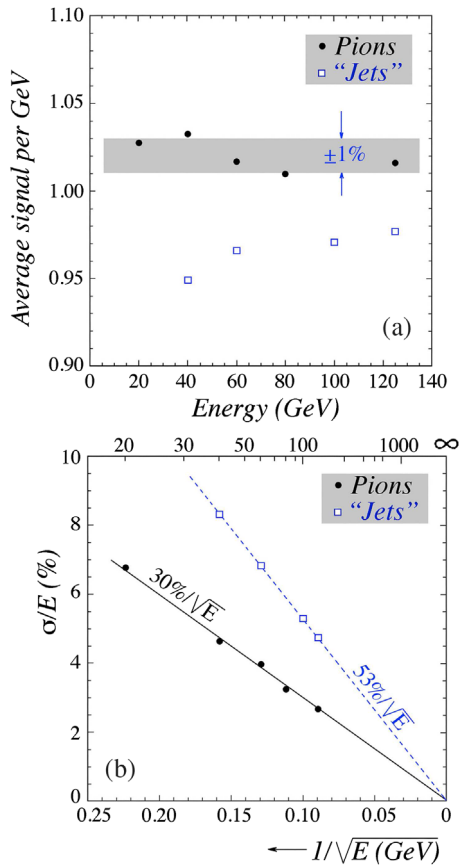 1.10
1.05
1.00
0.95
0.90
Average signal per GeV
Pions
“Jets”
±1%
(a)
0 20 40 60 80 100 120 140
Energy (GeV)
20 30 40 50 100 1000 ∞
10
8
6
4
2
0
σ/E (%)
Pions
“Jets”
30%/√E
53%/√E
(b)
0.25 0.20 0.15 0.10 0.05 0
← 1/√E (GeV)